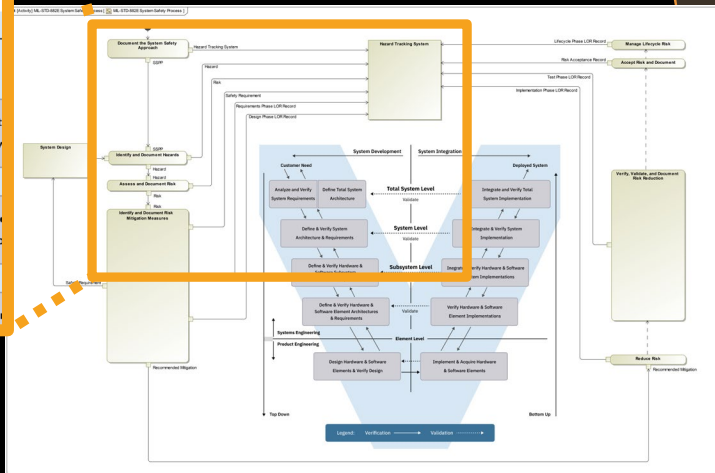 [Activity] MIL-STD-882E System Safety Process [ MIL-STD-882E System Safety Process ]
Document the System Safety
Approach
Hazard Tracking System
SSPP
Hazard Tracking System
Hazard
Risk
Safety Requirement
Requirements Phase LOR Record
Design Phase LOR Record
Lifecycle Phase LOR Record
Manage Lifecycle Risk
Risk Acceptance Record
Accept Risk and Document
Test Phase LOR Record
Implementation Phase LOR Record
System Design
SSPP
Identify and Document Hazards
Hazard
Hazard
Assess and Document Risk
Risk
Risk
Identify and Document Risk
Mitigation Measures
Recommended Mitigation
Verify, Validate, and Document
Risk Reduction
Reduce Risk
Recommended Mitigation
System Development
System Integration
Customer Need
Deployed System
Analyze and Verify
System Requirements
Define Total System
Architecture
Total System Level
Validate
Integrate and Verify Total
System Implementation
Define & Verify System
Architecture & Requirements
System Level
Validate
Integrate & Verify System
Implementation
Define & Verify Hardware &
Subsystem Level
Define & Verify Hardware &
Software Element Architectures
& Requirements
Validate
Verify Hardware & Software
Element Implementations
Systems Engineering
Product Engineering
Element Level
Design Hardware & Software
Elements & Verify Design
Implement & Acquire Hardware
& Software Elements
Top Down
Bottom Up
Legend:
Verification
Validation